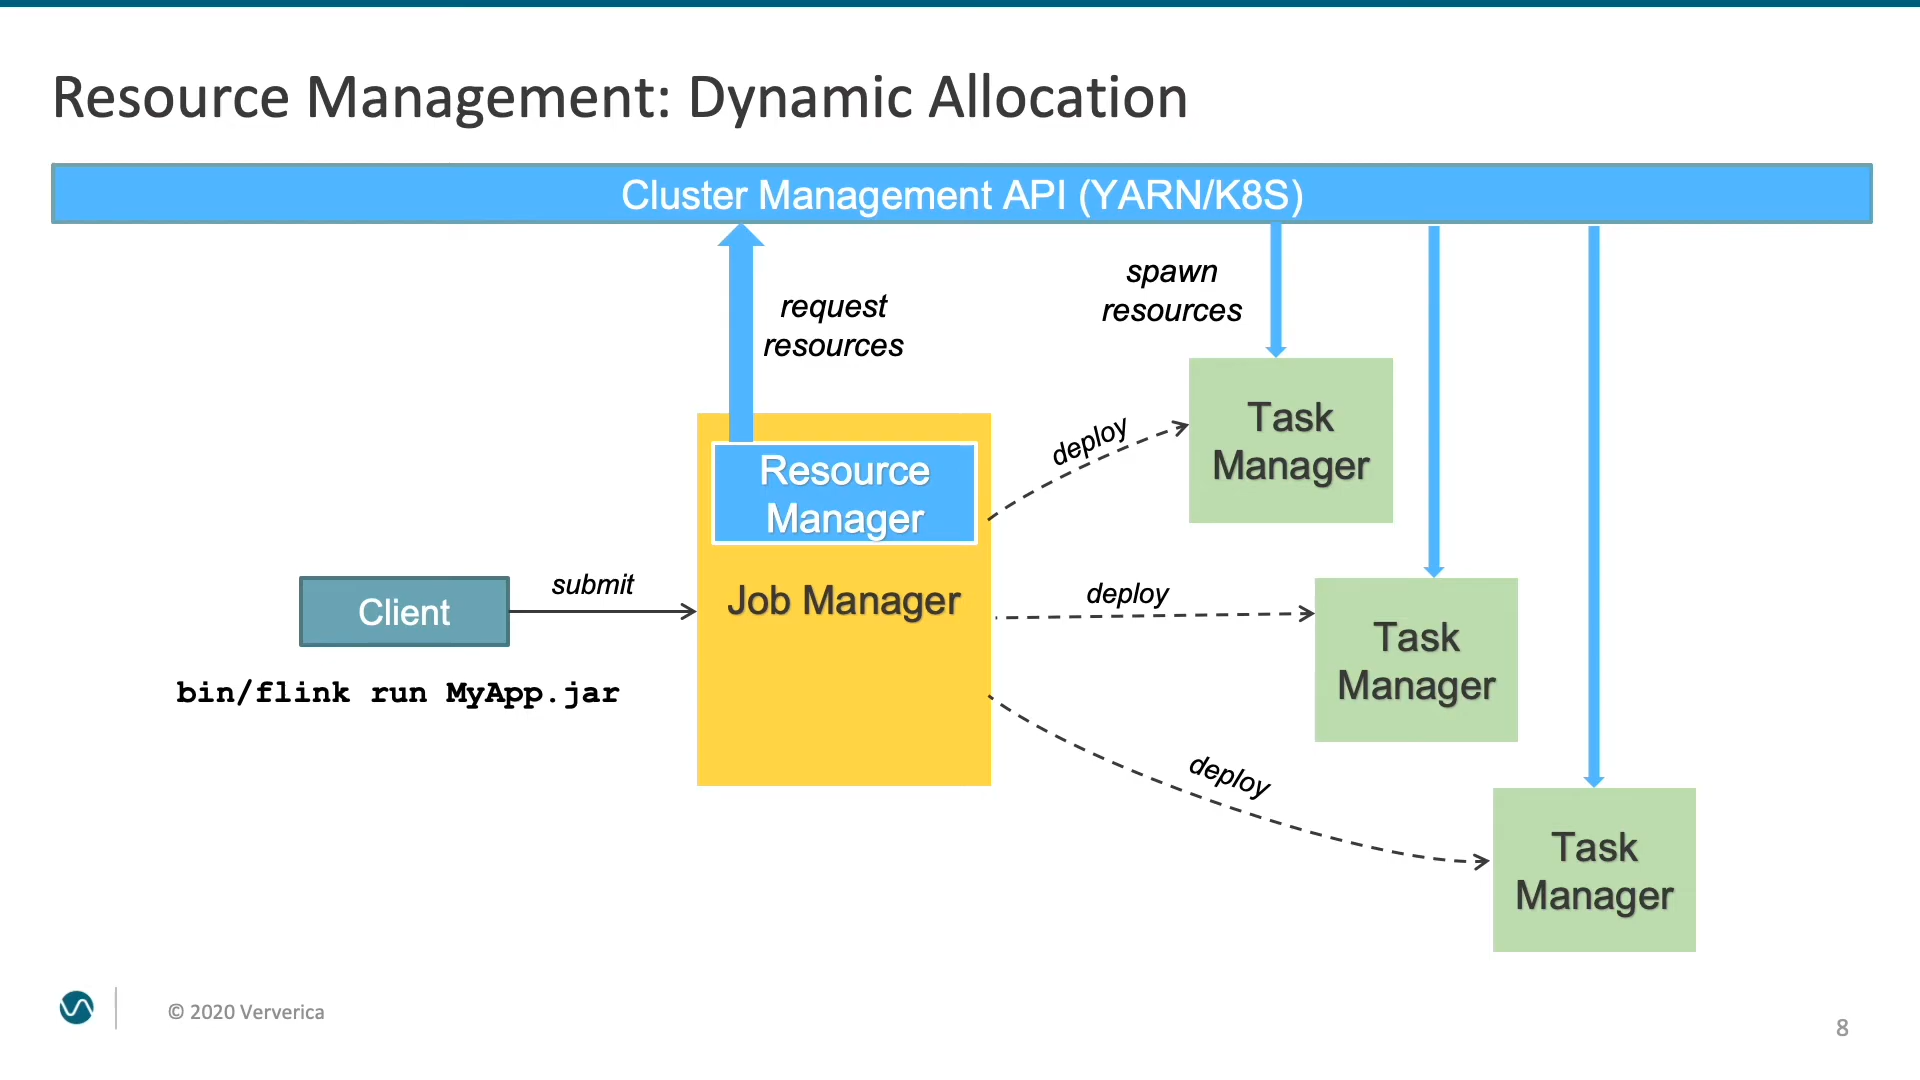 Resource Management: Dynamic Allocation
Cluster Management API (YARN/K8S)
request
resources
spawn
resources
Resource
Manager
Job Manager
Client
submit
bin/flink run MyApp.jar
deploy
Task
Manager
deploy
Task
Manager
deploy
Task
Manager
© 2020 Ververica
8